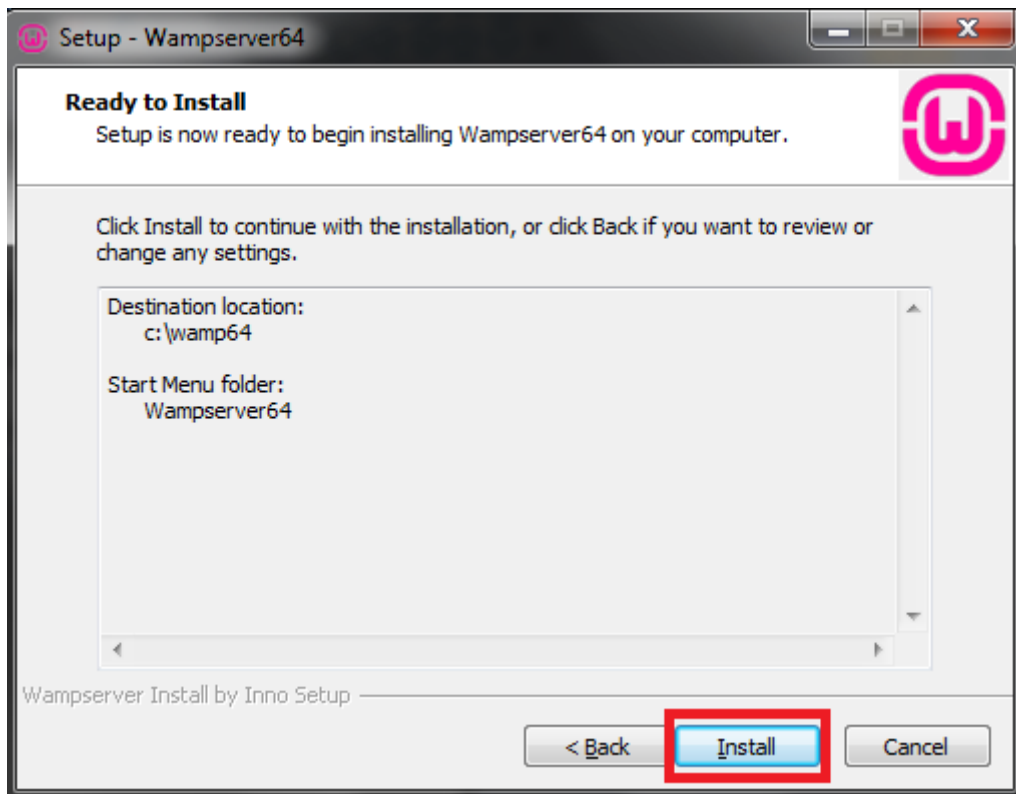 Setup - Wampserver64
Ready to Install
Setup is now ready to begin installing Wampserver64 on your computer.
Click Install to continue with the installation, or click Back if you want to review or
change any settings.
Destination location:
c:\wamp64
Start Menu folder:
Wampserver64
Wampserver Install by Inno Setup
< Back
Install
Cancel